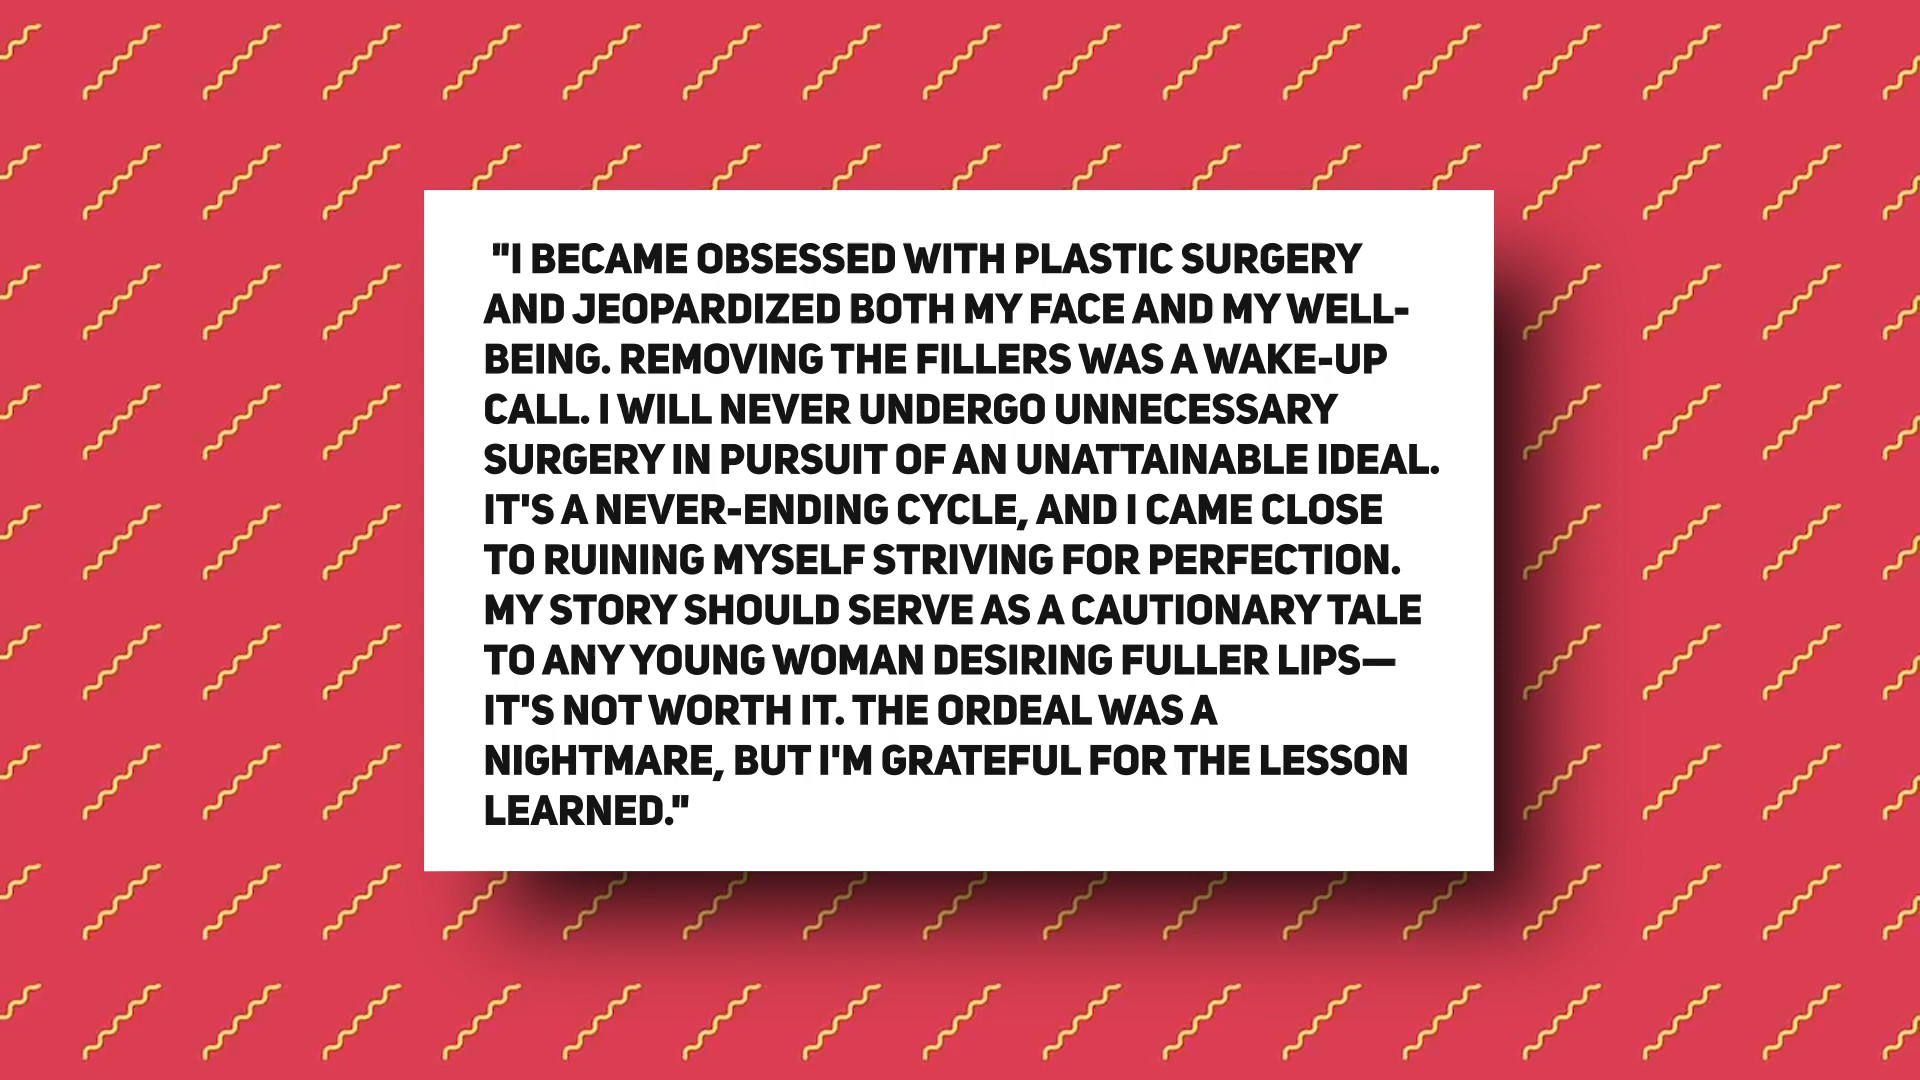 "I BECAME OBSESSED WITH PLASTIC SURGERY
AND JEOPARDIZED BOTH MY FACE AND MY WELL-
BEING. REMOVING THE FILLERS WAS A WAKE-UP
CALL. I WILL NEVER UNDERGO UNNECESSARY
SURGERY IN PURSUIT OF AN UNATTAINABLE IDEAL.
IT'S A NEVER-ENDING CYCLE, AND I CAME CLOSE
TO RUINING MYSELF STRIVING FOR PERFECTION.
MY STORY SHOULD SERVE AS A CAUTIONARY TALE
TO ANY YOUNG WOMAN DESIRING FULLER LIPS—
IT'S NOT WORTH IT. THE ORDEAL WAS A
NIGHTMARE, BUT I'M GRATEFUL FOR THE LESSON
LEARNED."